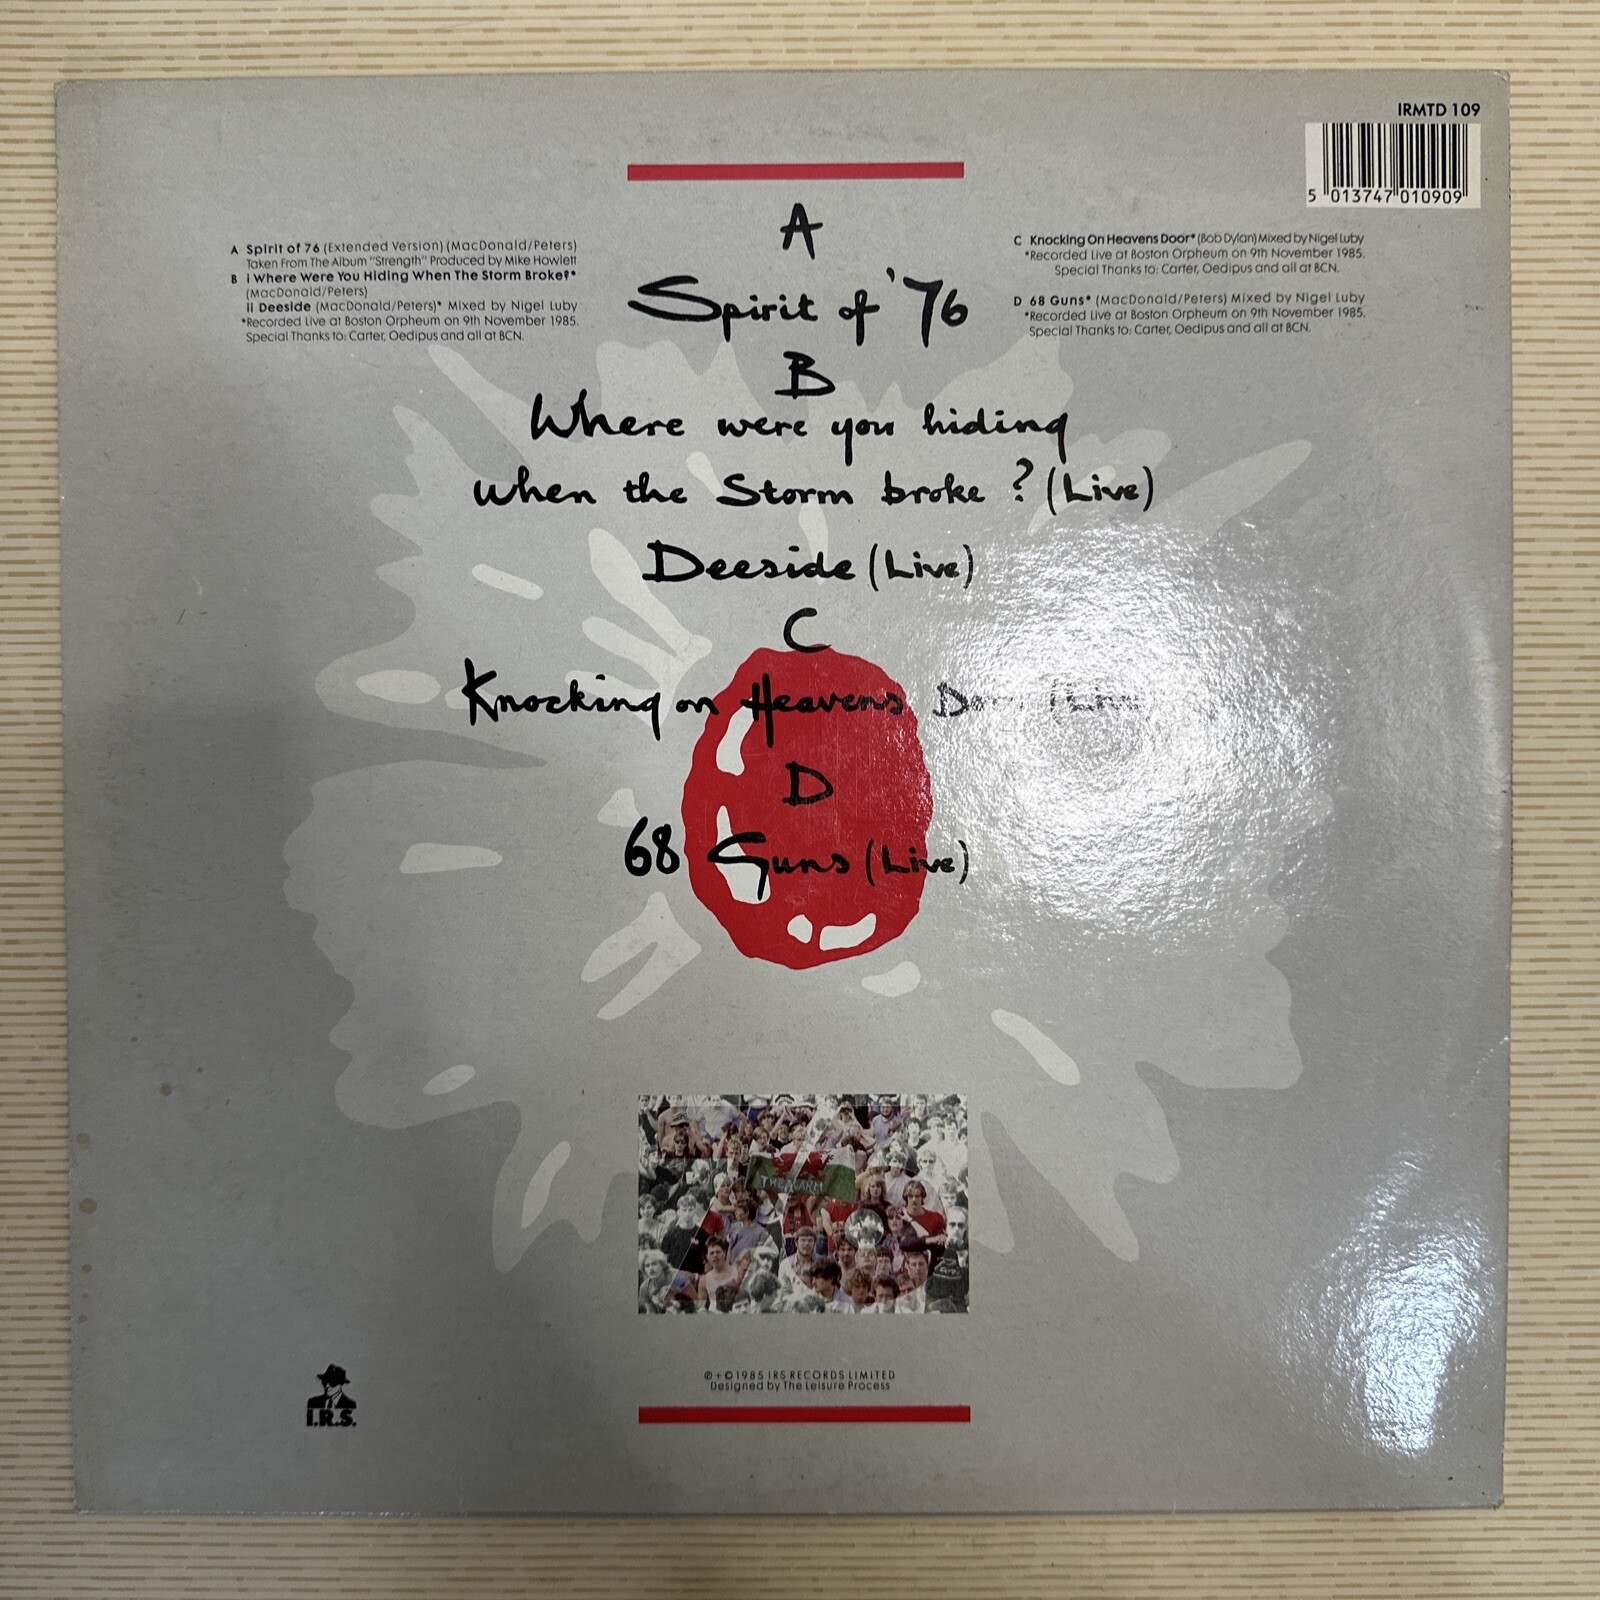 IRMTD 109
5 013747 010909
A Spirit of 76 (Extended Version) (MacDonald/Peters)
Taken From The Album "Strength" Produced by Mike Howlett
B i Where Were You Hiding When The Storm Broke?*
(MacDonald/Peters)
ii Deeside (MacDonald/Peters)* Mixed by Nigel Luby
*Recorded Live at Boston Orpheum on 9th November 1985.
Special Thanks to: Carter, Oedipus and all at BCN.
C Knocking On Heavens Door* (Bob Dylan) Mixed by Nigel Luby
*Recorded Live at Boston Orpheum on 9th November 1985.
Special Thanks to: Carter, Oedipus and all at BCN.
D 68 Guns* (MacDonald/Peters) Mixed by Nigel Luby
*Recorded Live at Boston Orpheum on 9th November 1985.
Special Thanks to: Carter, Oedipus and all at BCN.
A
Spirit of '76
B
Where were you hiding
when the Storm broke? (Live)
Deeside (Live)
C
Knocking on Heavens Door (Live)
D
68 Guns (Live)
THE ALARM
℗ + © 1985 IRS RECORDS LIMITED
Designed by The Leisure Process
I.R.S.